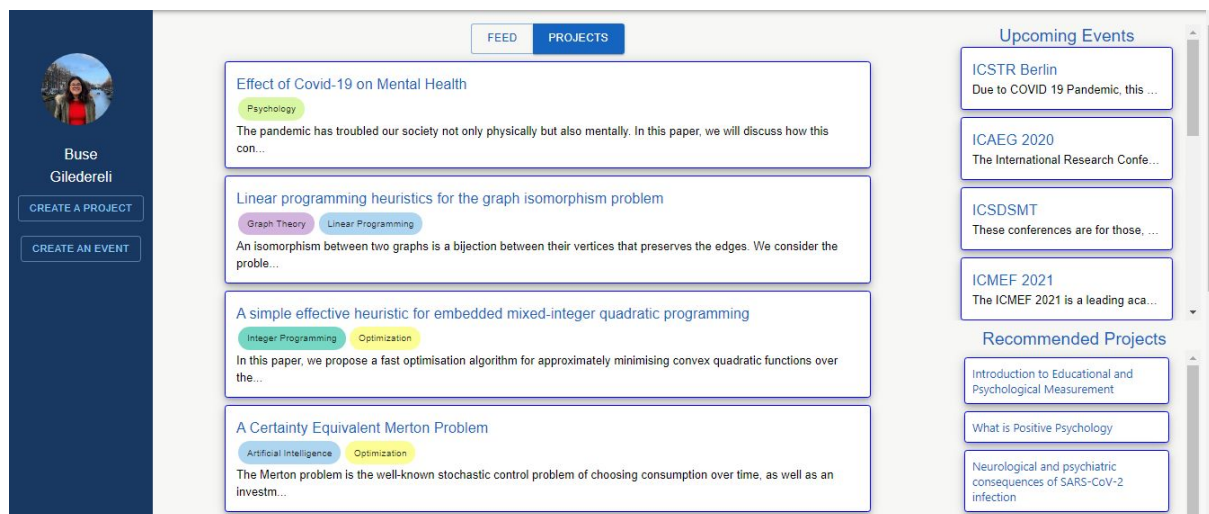 Buse
Giledereli
CREATE A PROJECT
CREATE AN EVENT
FEED
PROJECTS
Effect of Covid-19 on Mental Health
Psychology
The pandemic has troubled our society not only physically but also mentally. In this paper, we will discuss how this
con...
Linear programming heuristics for the graph isomorphism problem
Graph Theory
Linear Programming
An isomorphism between two graphs is a bijection between their vertices that preserves the edges. We consider the
proble...
A simple effective heuristic for embedded mixed-integer quadratic programming
Integer Programming
Optimization
In this paper, we propose a fast optimisation algorithm for approximately minimising convex quadratic functions over
the...
A Certainty Equivalent Merton Problem
Artificial Intelligence
Optimization
The Merton problem is the well-known stochastic control problem of choosing consumption over time, as well as an
investm...
Upcoming Events
ICSTR Berlin
Due to COVID 19 Pandemic, this ...
ICAEG 2020
The International Research Confe...
ICSDSMT
These conferences are for those, ...
ICMEF 2021
The ICMEF 2021 is a leading aca...
Recommended Projects
Introduction to Educational and
Psychological Measurement
What is Positive Psychology
Neurological and psychiatric
consequences of SARS-CoV-2
infection